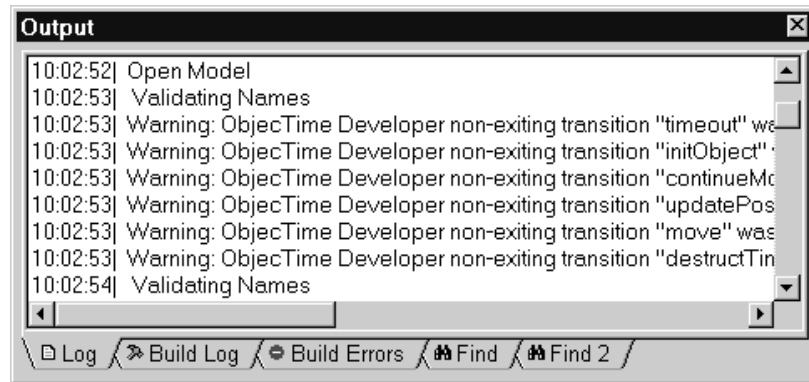 Output
10:02:52| Open Model
10:02:53| Validating Names
10:02:53| Warning: ObjecTime Developer non-exiting transition "timeout" wa
10:02:53| Warning: ObjecTime Developer non-exiting transition "initObject"
10:02:53| Warning: ObjecTime Developer non-exiting transition "continueMo
10:02:53| Warning: ObjecTime Developer non-exiting transition "updatePos
10:02:53| Warning: ObjecTime Developer non-exiting transition "move" was
10:02:53| Warning: ObjecTime Developer non-exiting transition "destructTim
10:02:54| Validating Names
Log Build Log Build Errors Find Find 2